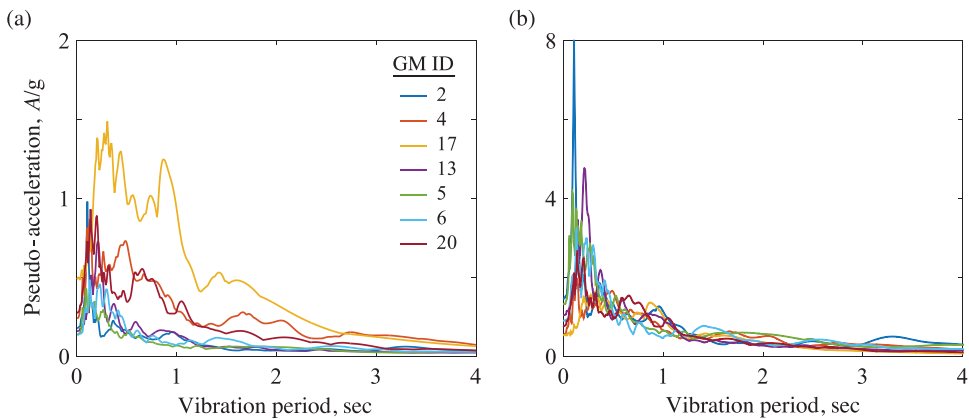 (a)
(b)
2
1
0
Pseudo-acceleration, A/g
0 1 2 3 4
Vibration period, sec
GM ID
2
4
17
13
5
6
20
8
4
0
0 1 2 3 4
Vibration period, sec